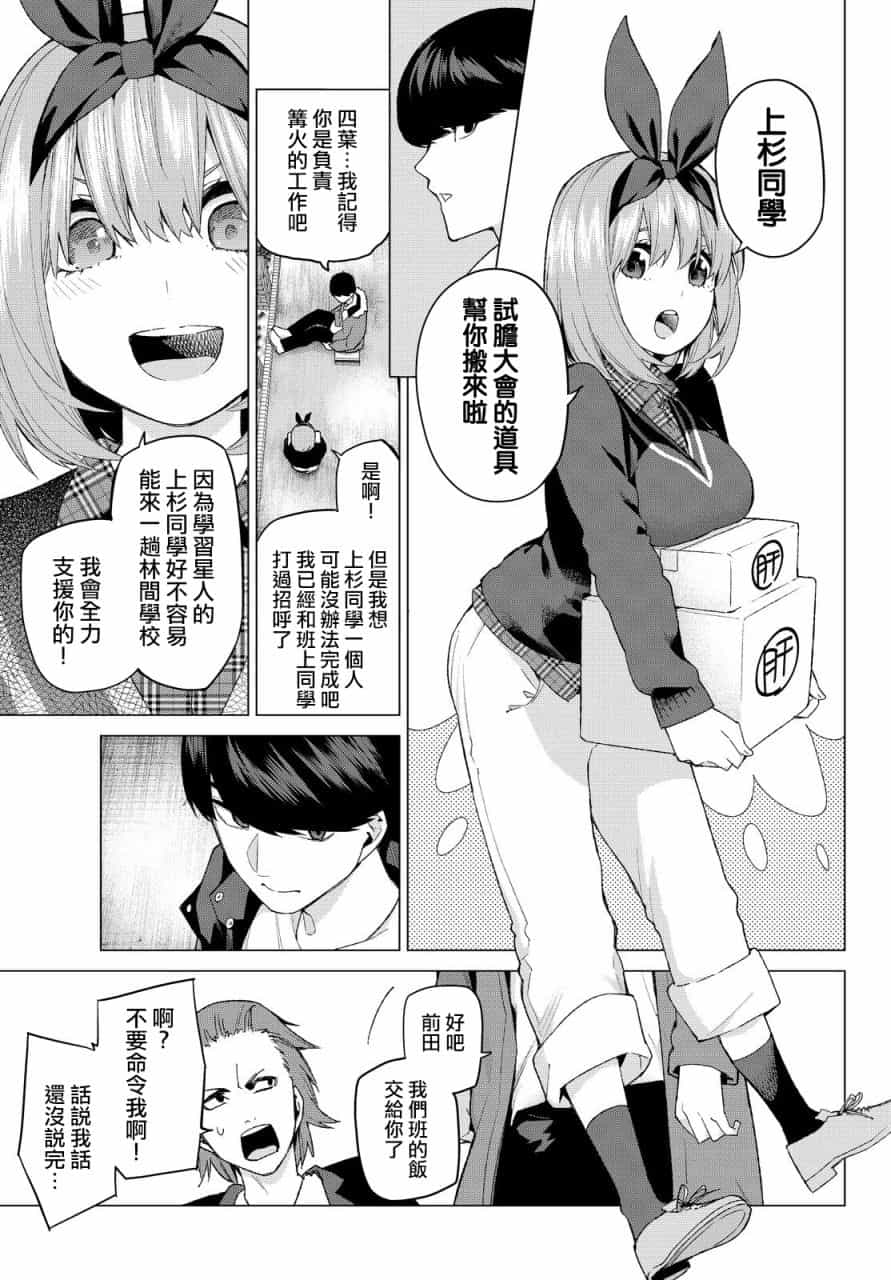 上杉同學
試膽大會的道具
幫你搬來啦
肝
肝
四葉…我記得
你是負責
篝火的工作吧
是啊！
但是我想
上杉同學一個人
可能沒辦法完成吧
我已經和班上同學
打過招呼了
因為學習星人的
上杉同學好不容易
能來一趟林間學校
我會全力
支援你的！
好吧
前田
我們班的飯
交給你了
啊？
不要命令我啊！
話說我話
還沒說完…